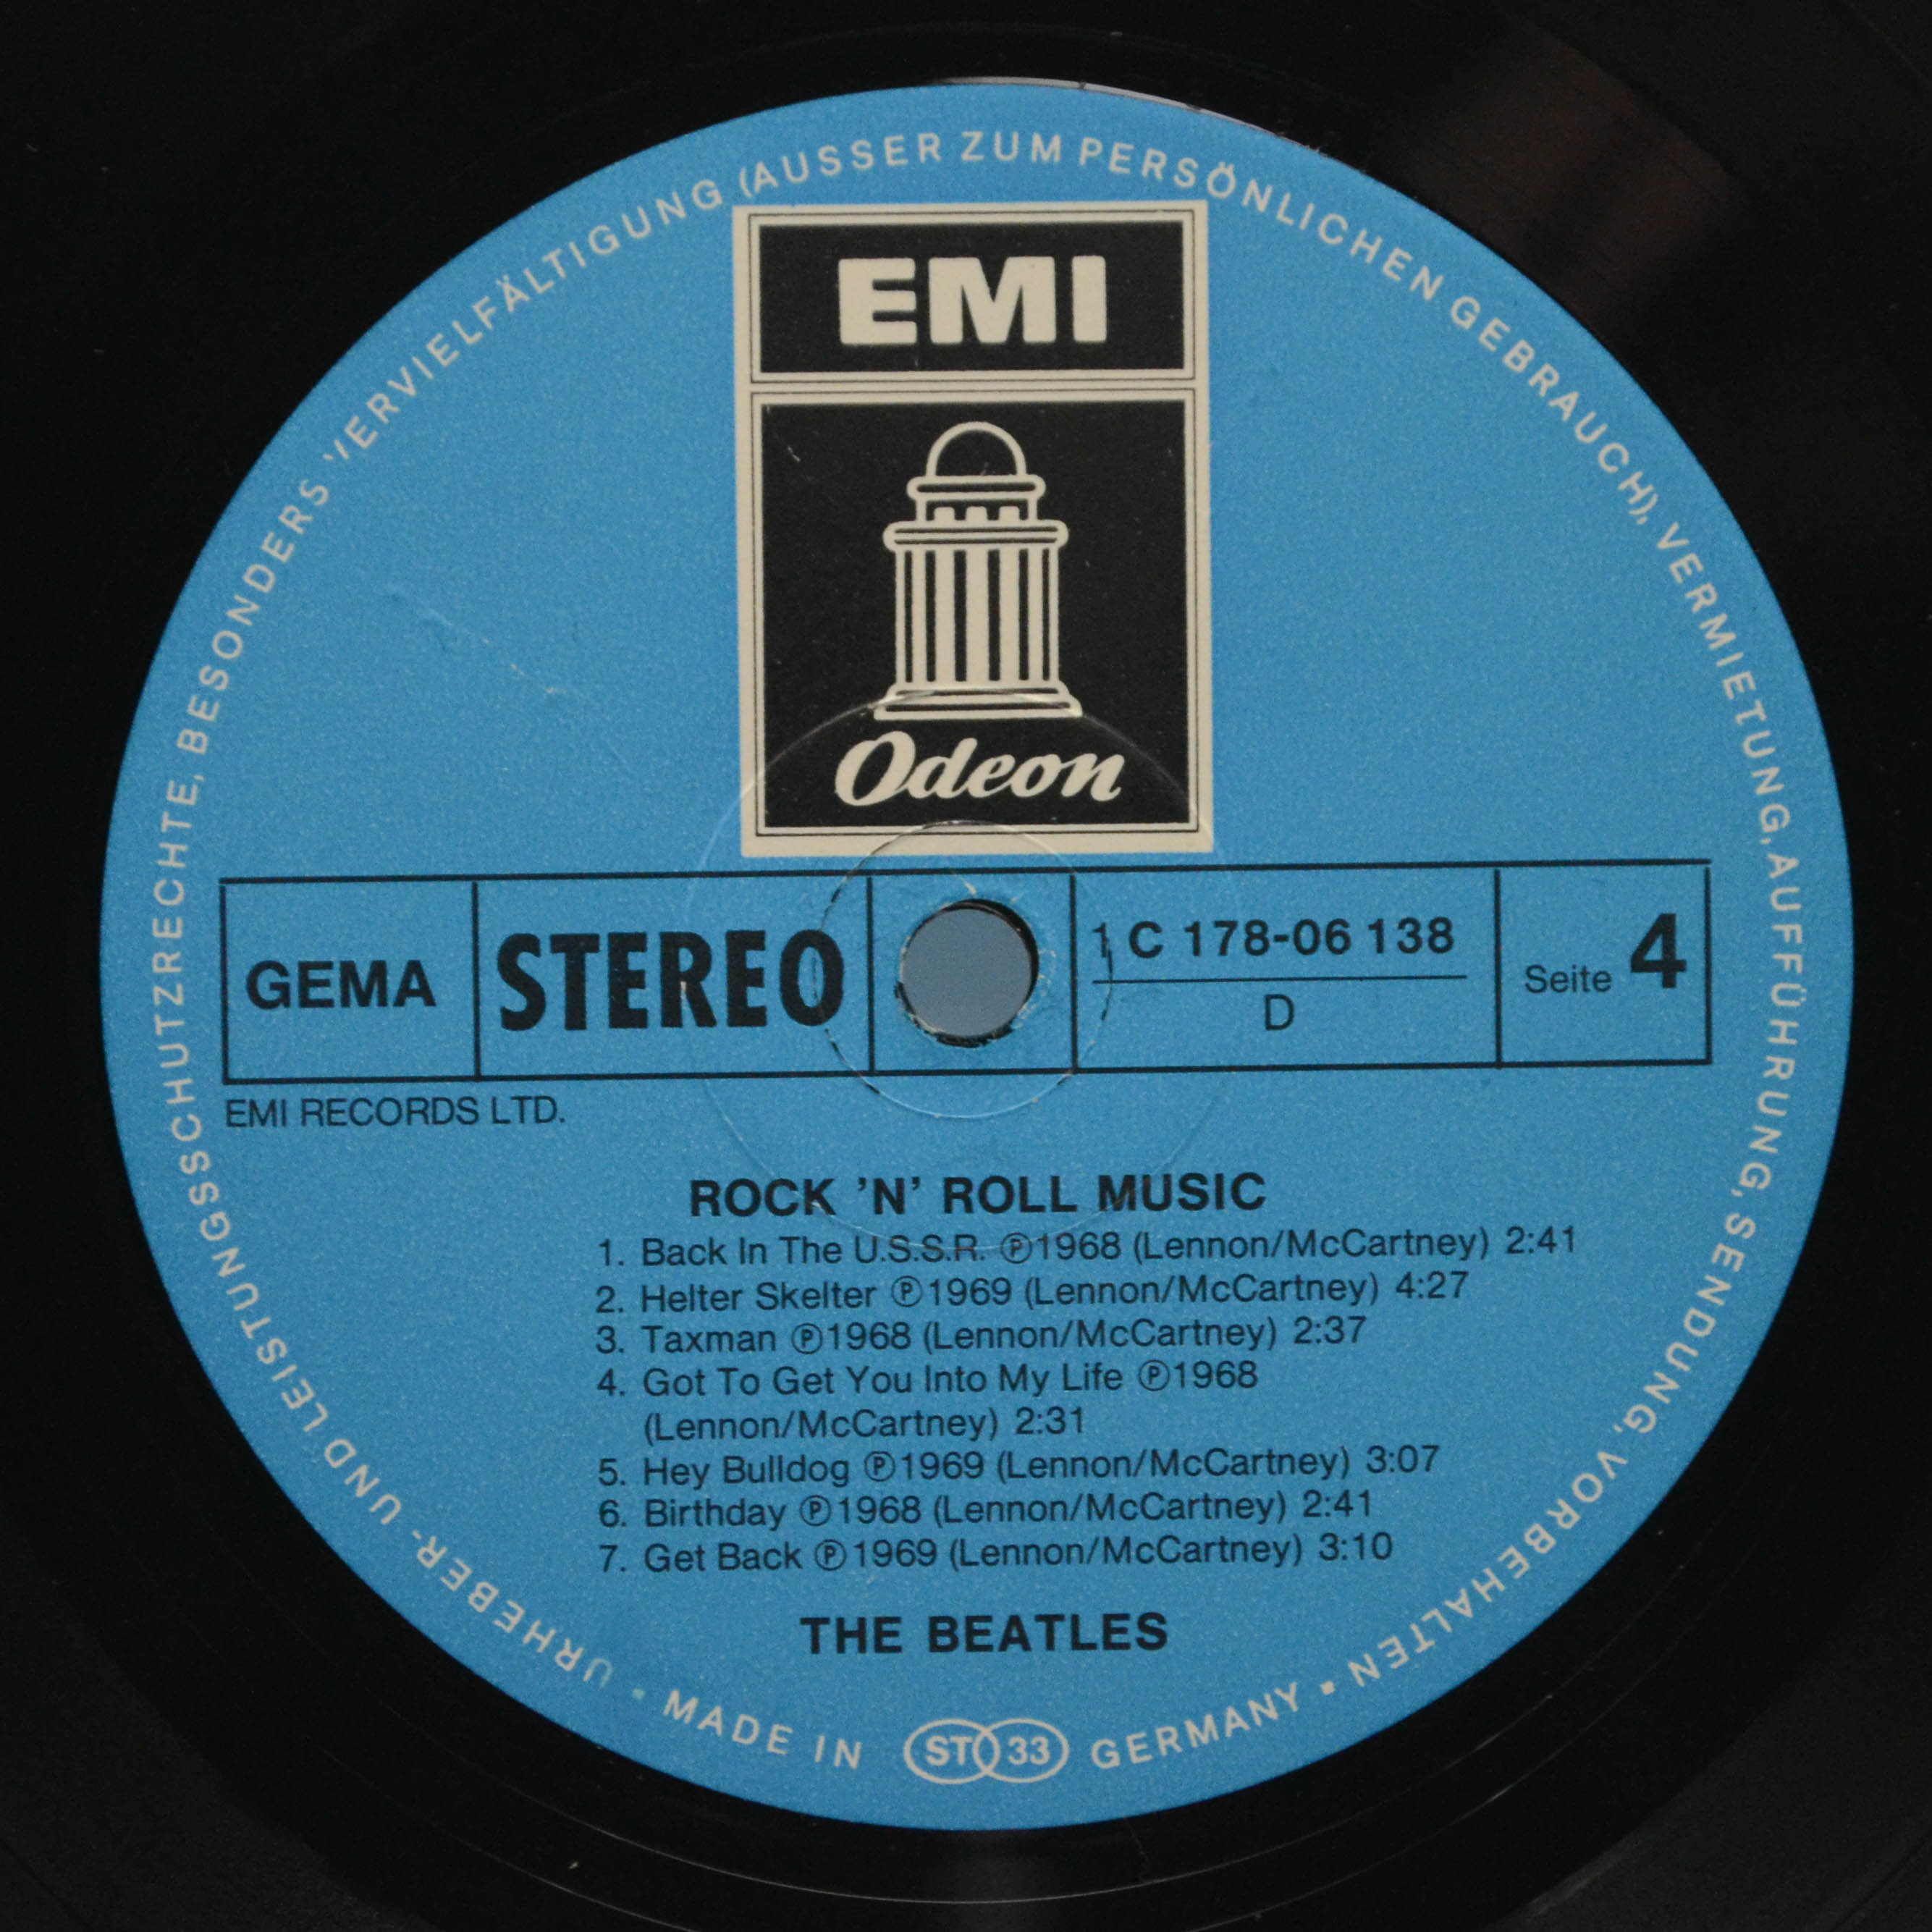 URHEBER- UND LEISTUNGSSCHUTZRECHTE, BESONDERS VERVIELFÄLTIGUNG (AUSSER ZUM PERSÖNLICHEN GEBRAUCH), VERMIETUNG, AUFFÜHRUNG, SENDUNG, VORBEHALTEN ▪
EMI
Odeon
GEMA
STEREO
1 C 178-06 138
D
Seite 4
EMI RECORDS LTD.
ROCK 'N' ROLL MUSIC
1. Back In The U.S.S.R. ℗1968 (Lennon/McCartney) 2:41
2. Helter Skelter ℗1969 (Lennon/McCartney) 4:27
3. Taxman ℗1968 (Lennon/McCartney) 2:37
4. Got To Get You Into My Life ℗1968
(Lennon/McCartney) 2:31
5. Hey Bulldog ℗1969 (Lennon/McCartney) 3:07
6. Birthday ℗1968 (Lennon/McCartney) 2:41
7. Get Back ℗1969 (Lennon/McCartney) 3:10
THE BEATLES
▪ MADE IN ST 33 GERMANY